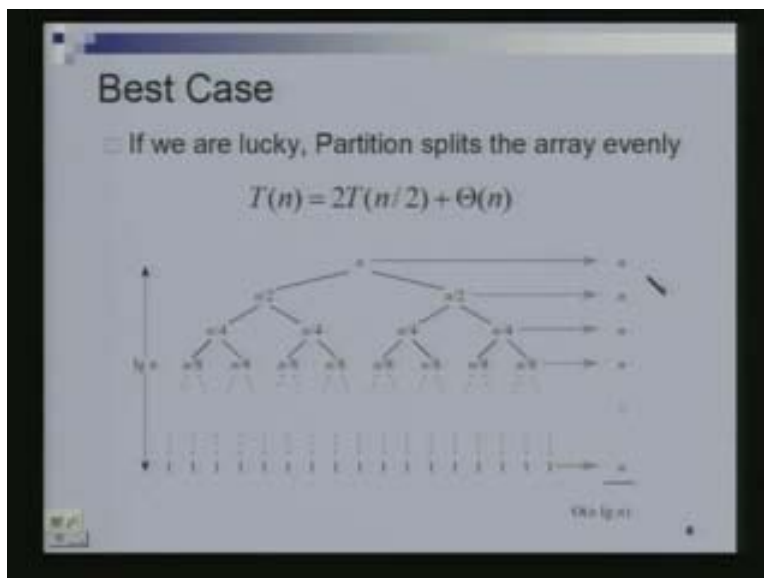 Best Case
If we are lucky, Partition splits the array evenly
T(n) = 2T(n/2) + Θ(n)
n n
n/2 n/2 n
n/4 n/4 n/4 n/4 n
lg n n/8 n/8 n/8 n/8 n/8 n/8 n/8 n/8 n
1 1 1 1 1 1 1 1 1 1 1 1 1 1 1 1 1 n
Θ(n lg n)